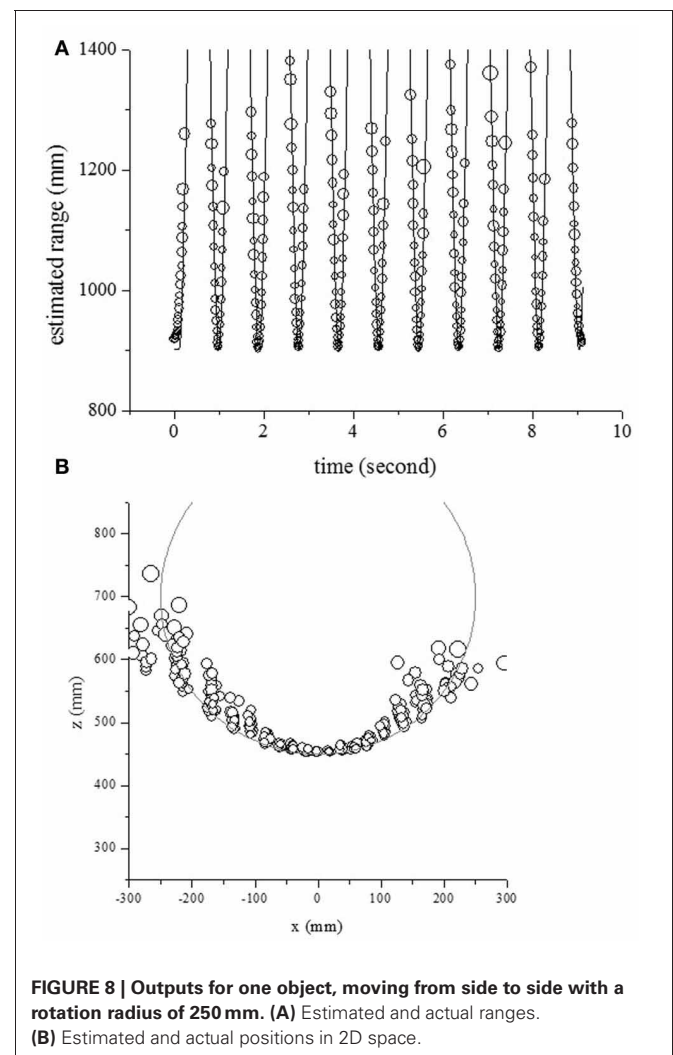 A
1400
1200
1000
800
estimated range (mm)
0 2 4 6 8 10
time (second)
B
800
700
600
500
400
300
z (mm)
-300 -200 -100 0 100 200 300
x (mm)
FIGURE 8 | Outputs for one object, moving from side to side with a
rotation radius of 250 mm. (A) Estimated and actual ranges.
(B) Estimated and actual positions in 2D space.